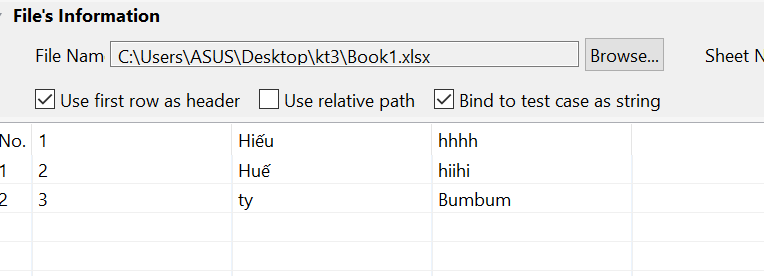 File's Information
File Nam C:\Users\ASUS\Desktop\kt3\Book1.xlsx Browse... Sheet N
Use first row as header Use relative path Bind to test case as string
No. 1 Hiếu hhhh
1 2 Huế hiihi
2 3 ty Bumbum